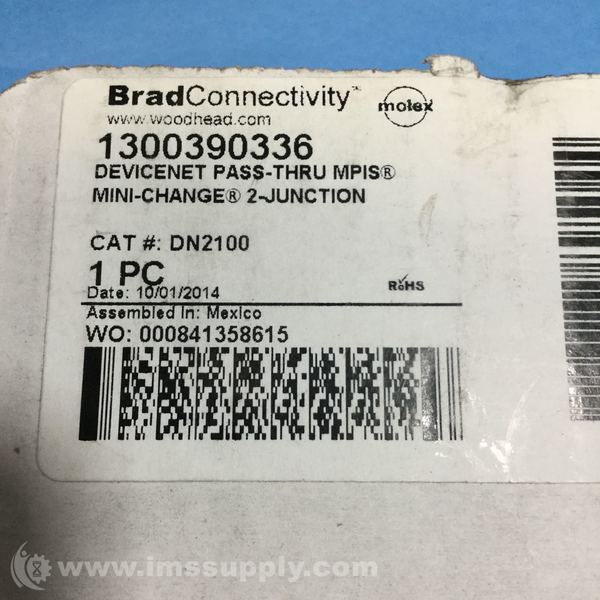 BradConnectivity™ molex
www.woodhead.com
1300390336
DEVICENET PASS-THRU MPIS®
MINI-CHANGE® 2-JUNCTION
CAT #: DN2100
1 PC
RoHS
Date: 10/01/2014
Assembled In: Mexico
WO: 000841358615
www.imssupply.com